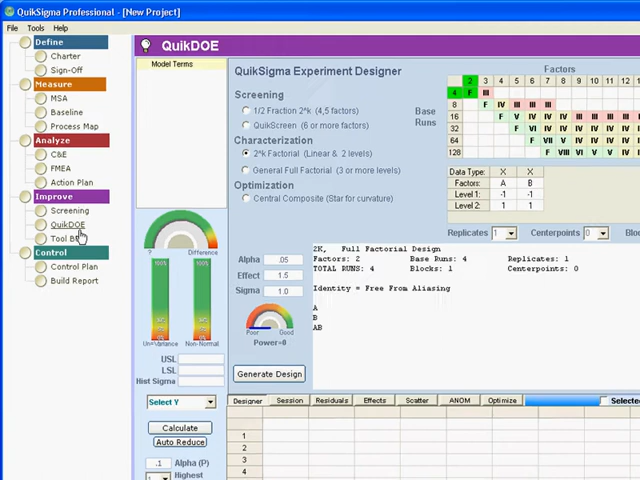 QuikSigma Professional - [New Project]
File Tools Help
Define
Charter
Sign-Off
Measure
MSA
Baseline
Process Map
Analyze
C&E
FMEA
Action Plan
Improve
Screening
QuikDOE
Tool B
Control
Control Plan
Build Report
QuikDOE
Model Terms
? Difference
100% 100%
Un=Variance Non-Normal
USL
LSL
Hist Sigma
Select Y
Calculate
Auto Reduce
.1 Alpha (P)
1 Highest
QuikSigma Experiment Designer
Screening
1/2 Fraction 2^k (4,5 factors)
QuikScreen (6 or more factors)
Characterization
2^k Factorial (Linear & 2 levels)
General Full Factorial (3 or more levels)
Optimization
Central Composite (Star for curvature)
Factors
2 3 4 5 6 7 8 9 10 11 12
Base
Runs
4 F III
8 F IV III III III
16 F V IV IV IV III III III
32 F VI IV IV IV IV
64 F VII V IV IV
128 F VIII VI V V
Data Type: X X
Factors: A B
Level 1: -1 -1
Level 2: 1 1
Replicates 1 Centerpoints 0
Alpha .05
Effect 1.5
Sigma 1.0
Poor Good
Power=0
Generate Design
2K, Full Factorial Design
Factors: 2 Base Runs: 4 Replicates: 1
TOTAL RUNS: 4 Blocks: 1 Centerpoints: 0
Identity = Free From Aliasing
A
B
AB
Designer Session Residuals Effects Scatter ANOM Optimize Selected
1
2
3
4